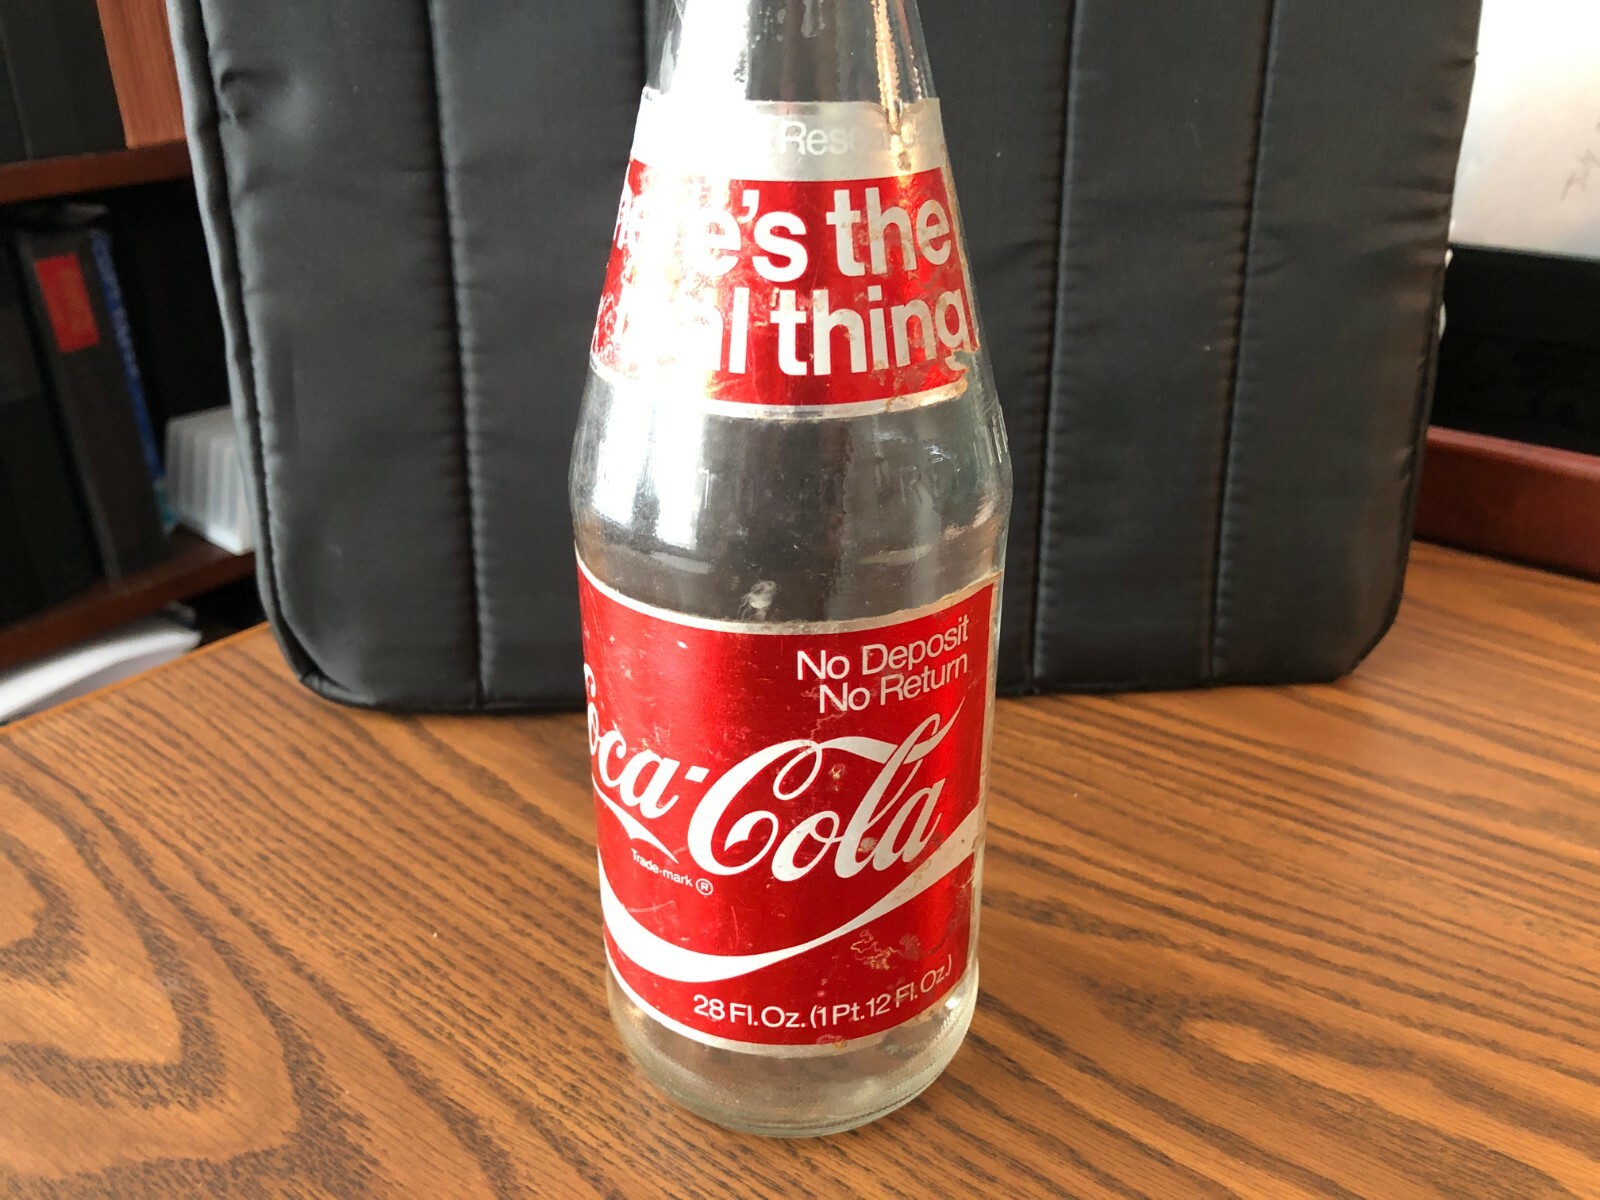 the
thing
No Deposit
No Return
Coca-Cola
Trade-mark ®
28 Fl. Oz. (1 Pt. 12 Fl. Oz.)